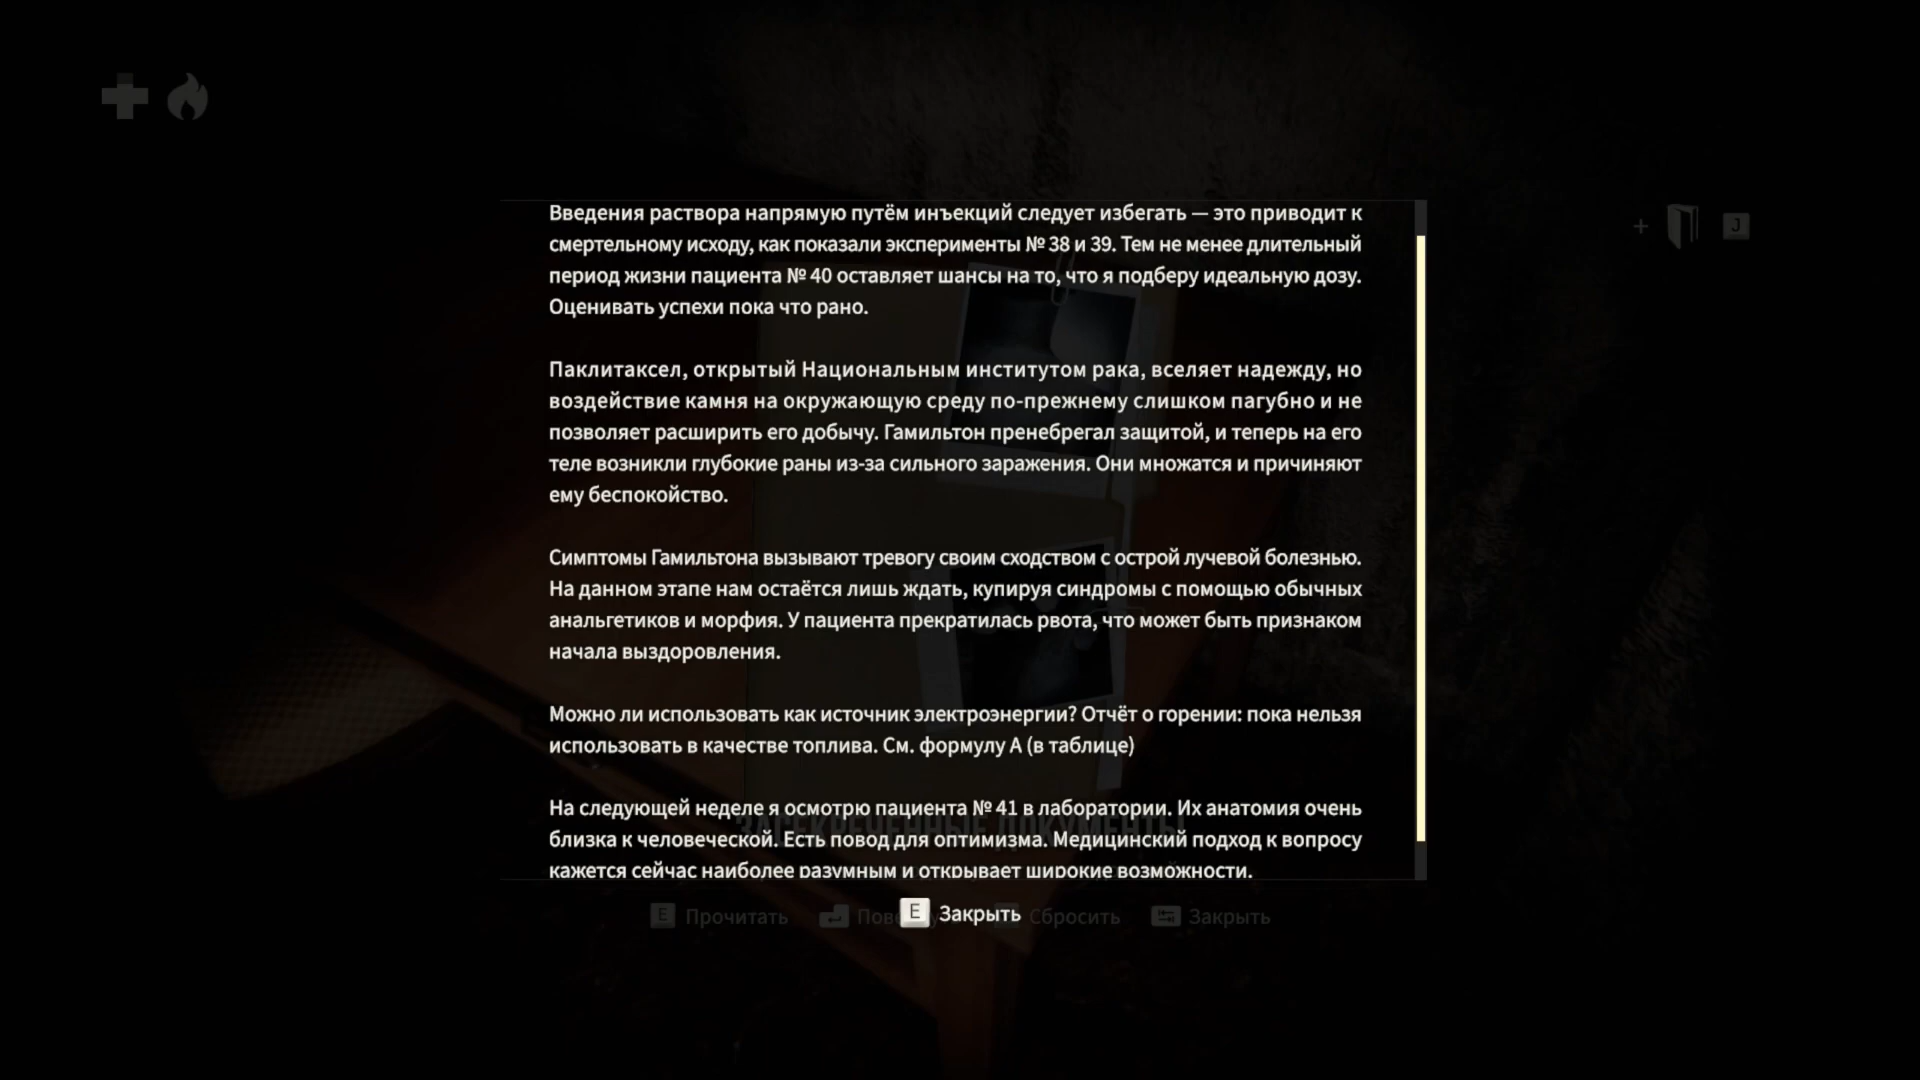 Введения раствора напрямую путём инъекций следует избегать — это приводит к
смертельному исходу, как показали эксперименты № 38 и 39. Тем не менее длительный
период жизни пациента № 40 оставляет шансы на то, что я подберу идеальную дозу.
Оценивать успехи пока что рано.
J
Паклитаксел, открытый Национальным институтом рака, вселяет надежду, но
воздействие камня на окружающую среду по-прежнему слишком пагубно и не
позволяет расширить его добычу. Гамильтон пренебрегал защитой, и теперь на его
теле возникли глубокие раны из-за сильного заражения. Они множатся и причиняют
ему беспокойство.
Симптомы Гамильтона вызывают тревогу своим сходством с острой лучевой болезнью.
На данном этапе нам остаётся лишь ждать, купируя синдромы с помощью обычных
анальгетиков и морфия. У пациента прекратилась рвота, что может быть признаком
начала выздоровления.
Можно ли использовать как источник электроэнергии? Отчёт о горении: пока нельзя
использовать в качестве топлива. См. формулу А (в таблице)
На следующей неделе я осмотрю пациента № 41 в лаборатории. Их анатомия очень
ЗАСЕКРЕЧЕННЫЕ ДОКУМЕНТЫ
близка к человеческой. Есть повод для оптимизма. Медицинский подход к вопросу
кажется сейчас наиболее разумным и открывает широкие возможности.
E Прочитать E Закрыть Сбросить Закрыть